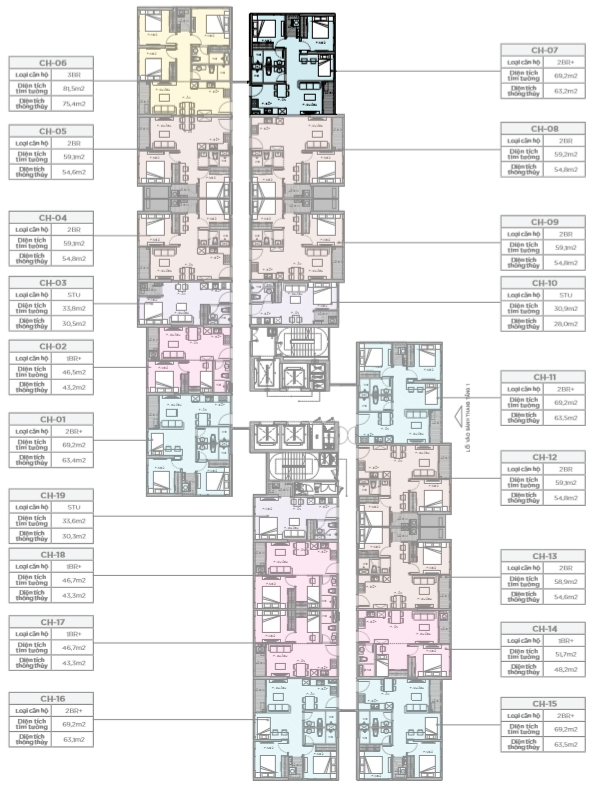 CH-06
Loại căn hộ 3BR
Diện tích tim tường 81,5m2
Diện tích thông thủy 75,4m2
CH-05
Loại căn hộ 2BR
Diện tích tim tường 59,1m2
Diện tích thông thủy 54,6m2
CH-04
Loại căn hộ 2BR
Diện tích tim tường 59,1m2
Diện tích thông thủy 54,8m2
CH-03
Loại căn hộ STU
Diện tích tim tường 33,8m2
Diện tích thông thủy 30,5m2
CH-02
Loại căn hộ 1BR+
Diện tích tim tường 46,5m2
Diện tích thông thủy 43,2m2
CH-01
Loại căn hộ 2BR+
Diện tích tim tường 69,2m2
Diện tích thông thủy 63,4m2
CH-19
Loại căn hộ STU
Diện tích tim tường 33,6m2
Diện tích thông thủy 30,3m2
CH-18
Loại căn hộ 1BR+
Diện tích tim tường 46,7m2
Diện tích thông thủy 43,3m2
CH-17
Loại căn hộ 1BR+
Diện tích tim tường 46,7m2
Diện tích thông thủy 43,3m2
CH-16
Loại căn hộ 2BR+
Diện tích tim tường 69,2m2
Diện tích thông thủy 63,1m2
CH-07
Loại căn hộ 2BR+
Diện tích tim tường 69,2m2
Diện tích thông thủy 63,2m2
CH-08
Loại căn hộ 2BR
Diện tích tim tường 59,2m2
Diện tích thông thủy 54,8m2
CH-09
Loại căn hộ 2BR
Diện tích tim tường 59,1m2
Diện tích thông thủy 54,8m2
CH-10
Loại căn hộ STU
Diện tích tim tường 30,9m2
Diện tích thông thủy 28,0m2
CH-11
Loại căn hộ 2BR+
Diện tích tim tường 69,2m2
Diện tích thông thủy 63,5m2
LỐI VÀO SẢNH THANG TẦNG 1
CH-12
Loại căn hộ 2BR
Diện tích tim tường 59,1m2
Diện tích thông thủy 54,8m2
CH-13
Loại căn hộ 2BR
Diện tích tim tường 58,9m2
Diện tích thông thủy 54,6m2
CH-14
Loại căn hộ 1BR+
Diện tích tim tường 51,7m2
Diện tích thông thủy 48,2m2
CH-15
Loại căn hộ 2BR+
Diện tích tim tường 69,2m2
Diện tích thông thủy 63,5m2